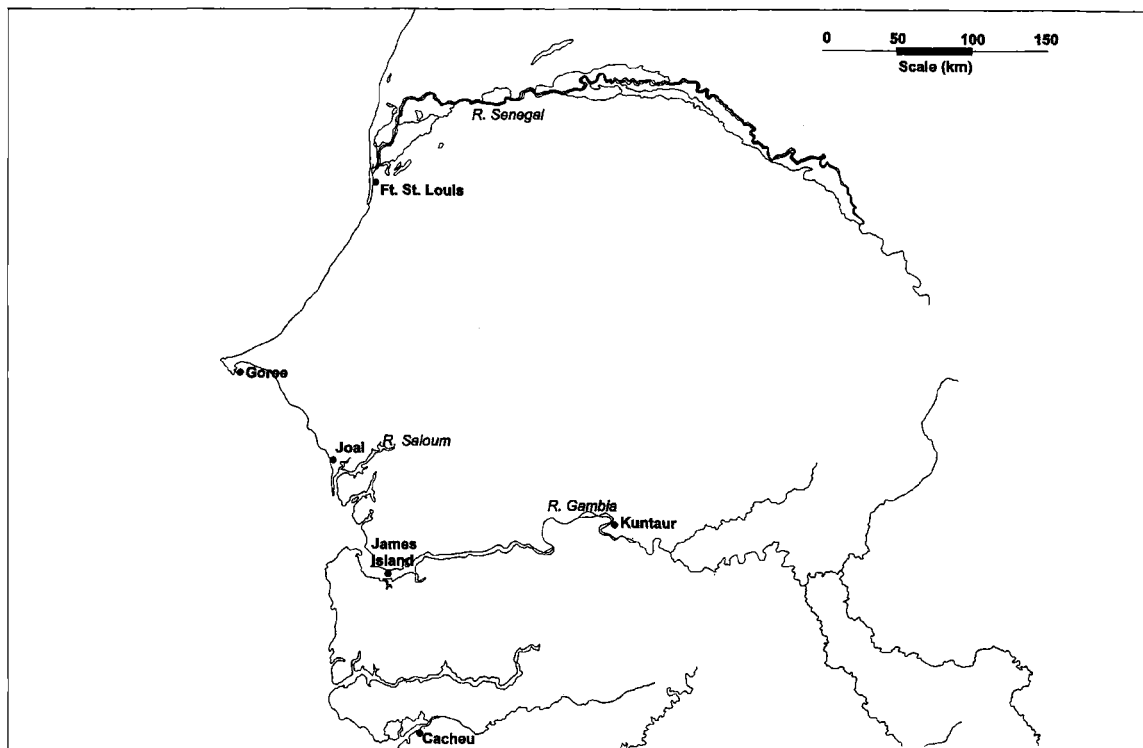 0 50 100 150
Scale (km)
R. Senegal
Ft. St. Louis
Goree
Joal
R. Saloum
R. Gambia
Kuntaur
James
Island
Cacheu